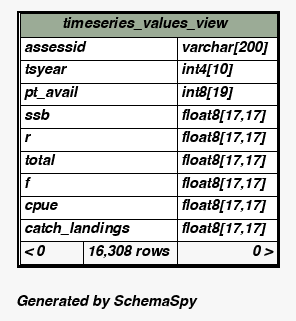 timeseries_values_view
assessid varchar[200]
tsyear int4[10]
pt_avail int8[19]
ssb float8[17,17]
r float8[17,17]
total float8[17,17]
f float8[17,17]
cpue float8[17,17]
catch_landings float8[17,17]
< 0 16,308 rows 0 >
Generated by SchemaSpy